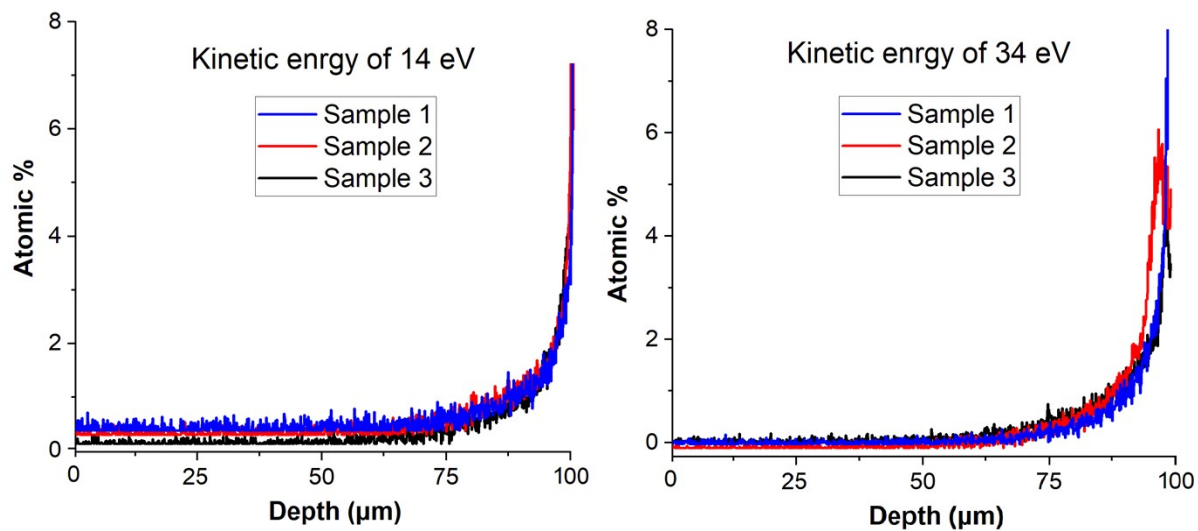 Kinetic enrgy of 14 eV
Sample 1
Sample 2
Sample 3
Atomic %
8
6
4
2
0
0 25 50 75 100
Depth (µm)
Kinetic enrgy of 34 eV
Sample 1
Sample 2
Sample 3
Atomic %
8
6
4
2
0
0 25 50 75 100
Depth (µm)